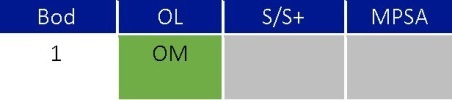 Bod OL S/S+ MPSA
1 OM